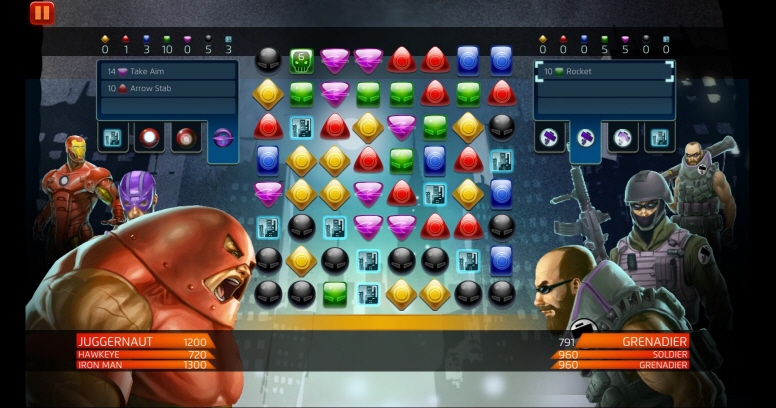 0 1 3 10 0 5 3
0 0 0 5 5 0 0
14 Take Aim
10 Arrow Stab
10 Rocket
6
JUGGERNAUT 1200
HAWKEYE 720
IRON MAN 1300
791 GRENADIER
960 SOLDIER
960 GRENADIER